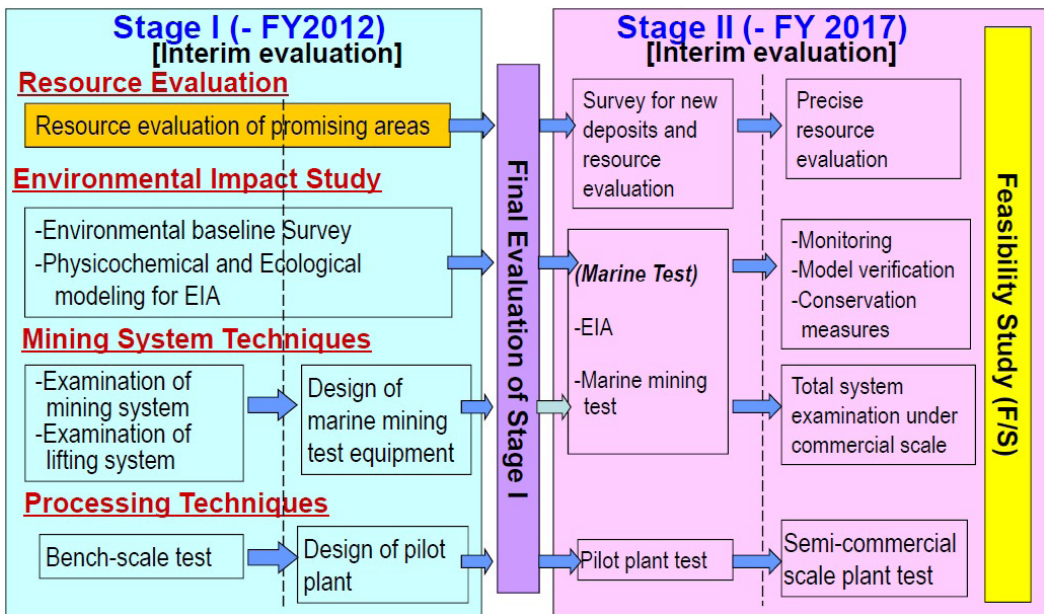 Stage I (- FY2012)
[Interim evaluation]
Resource Evaluation
Resource evaluation of promising areas
Environmental Impact Study
-Environmental baseline Survey
-Physicochemical and Ecological
modeling for EIA
Mining System Techniques
-Examination of
mining system
-Examination of
lifting system
Design of
marine mining
test equipment
Processing Techniques
Bench-scale test
Design of pilot
plant
Final Evaluation of Stage I
Stage II (- FY 2017)
[Interim evaluation]
Survey for new
deposits and
resource
evaluation
Precise
resource
evaluation
(Marine Test)
-EIA
-Marine mining
test
-Monitoring
-Model verification
-Conservation
measures
Total system
examination under
commercial scale
Pilot plant test
Semi-commercial
scale plant test
Feasibility Study (F/S)